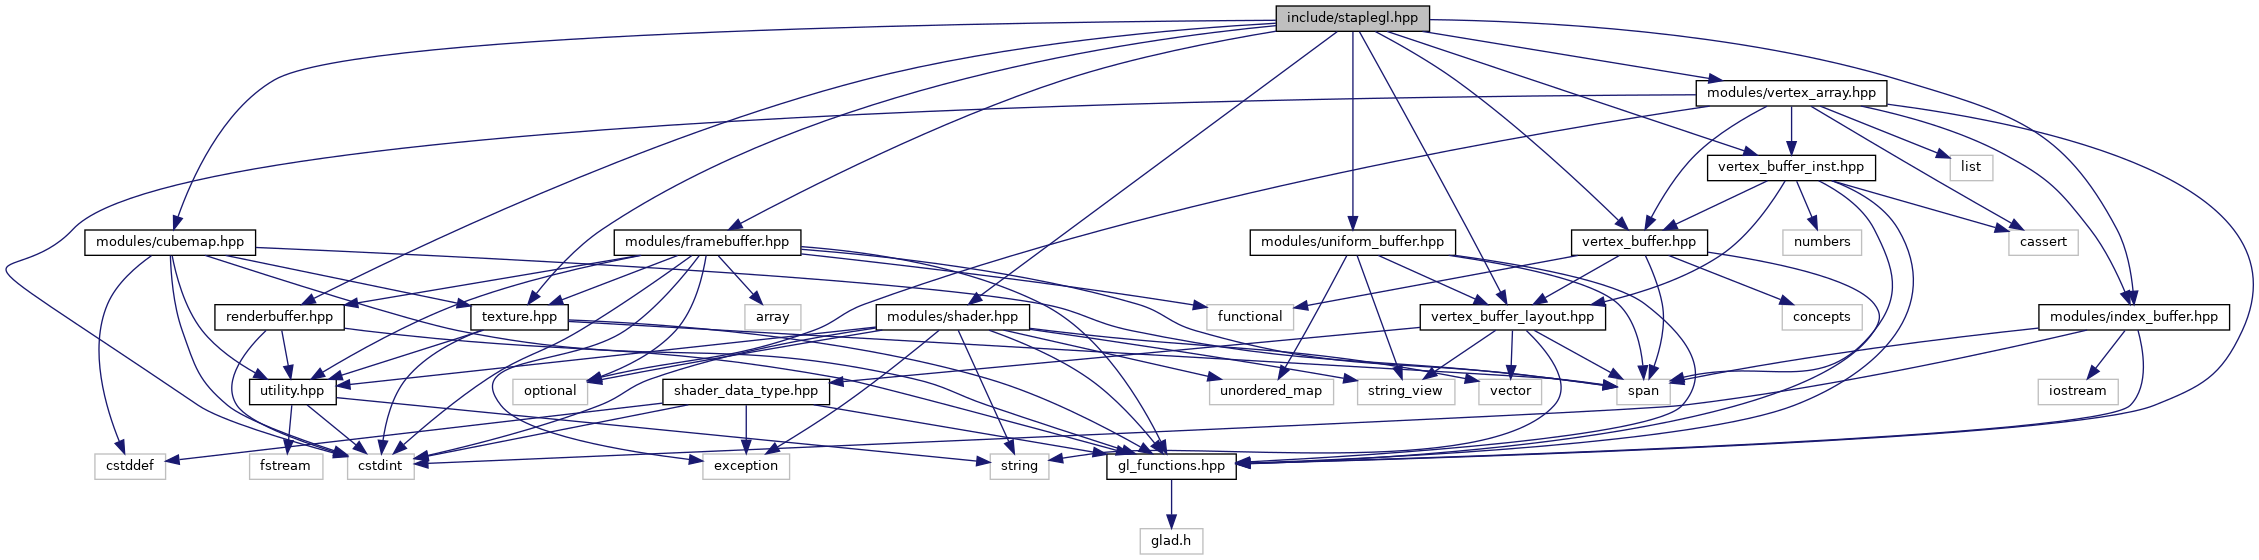 include/staplegl.hpp
modules/vertex_array.hpp
vertex_buffer_inst.hpp
list
modules/cubemap.hpp
modules/framebuffer.hpp
modules/uniform_buffer.hpp
vertex_buffer.hpp
numbers
cassert
renderbuffer.hpp
texture.hpp
array
modules/shader.hpp
functional
vertex_buffer_layout.hpp
concepts
modules/index_buffer.hpp
utility.hpp
optional
shader_data_type.hpp
unordered_map
string_view
vector
span
iostream
cstddef
fstream
cstdint
exception
string
gl_functions.hpp
glad.h